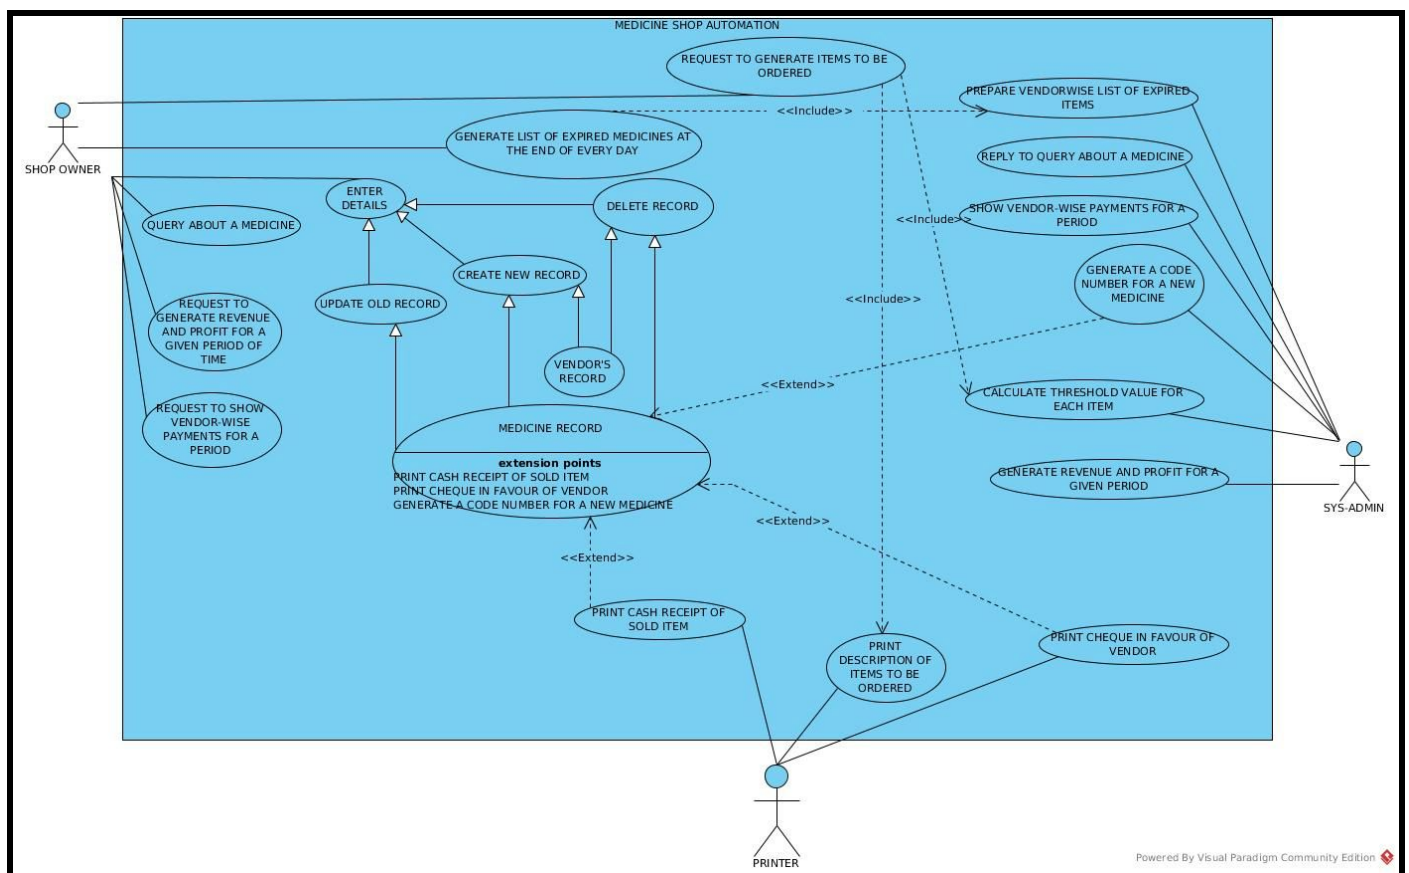 MEDICINE SHOP AUTOMATION
REQUEST TO GENERATE ITEMS TO BE
ORDERED
PREPARE VENDORWISE LIST OF EXPIRED
ITEMS
<<Include>>
GENERATE LIST OF EXPIRED MEDICINES AT
THE END OF EVERY DAY
SHOP OWNER
REPLY TO QUERY ABOUT A MEDICINE
ENTER
DETAILS
DELETE RECORD
QUERY ABOUT A MEDICINE
<<Include>>
SHOW VENDOR-WISE PAYMENTS FOR A
PERIOD
CREATE NEW RECORD
GENERATE A CODE
NUMBER FOR A NEW
MEDICINE
UPDATE OLD RECORD
<<Include>>
REQUEST TO
GENERATE REVENUE
AND PROFIT FOR A
GIVEN PERIOD OF
TIME
VENDOR'S
RECORD
<<Extend>>
CALCULATE THRESHOLD VALUE FOR
EACH ITEM
REQUEST TO SHOW
VENDOR-WISE
PAYMENTS FOR A
PERIOD
MEDICINE RECORD
extension points
PRINT CASH RECEIPT OF SOLD ITEM
PRINT CHEQUE IN FAVOUR OF VENDOR
GENERATE A CODE NUMBER FOR A NEW MEDICINE
GENERATE REVENUE AND PROFIT FOR A
GIVEN PERIOD
SYS-ADMIN
<<Extend>>
<<Extend>>
PRINT CASH RECEIPT OF
SOLD ITEM
PRINT
DESCRIPTION OF
ITEMS TO BE
ORDERED
PRINT CHEQUE IN FAVOUR OF
VENDOR
PRINTER
Powered By Visual Paradigm Community Edition